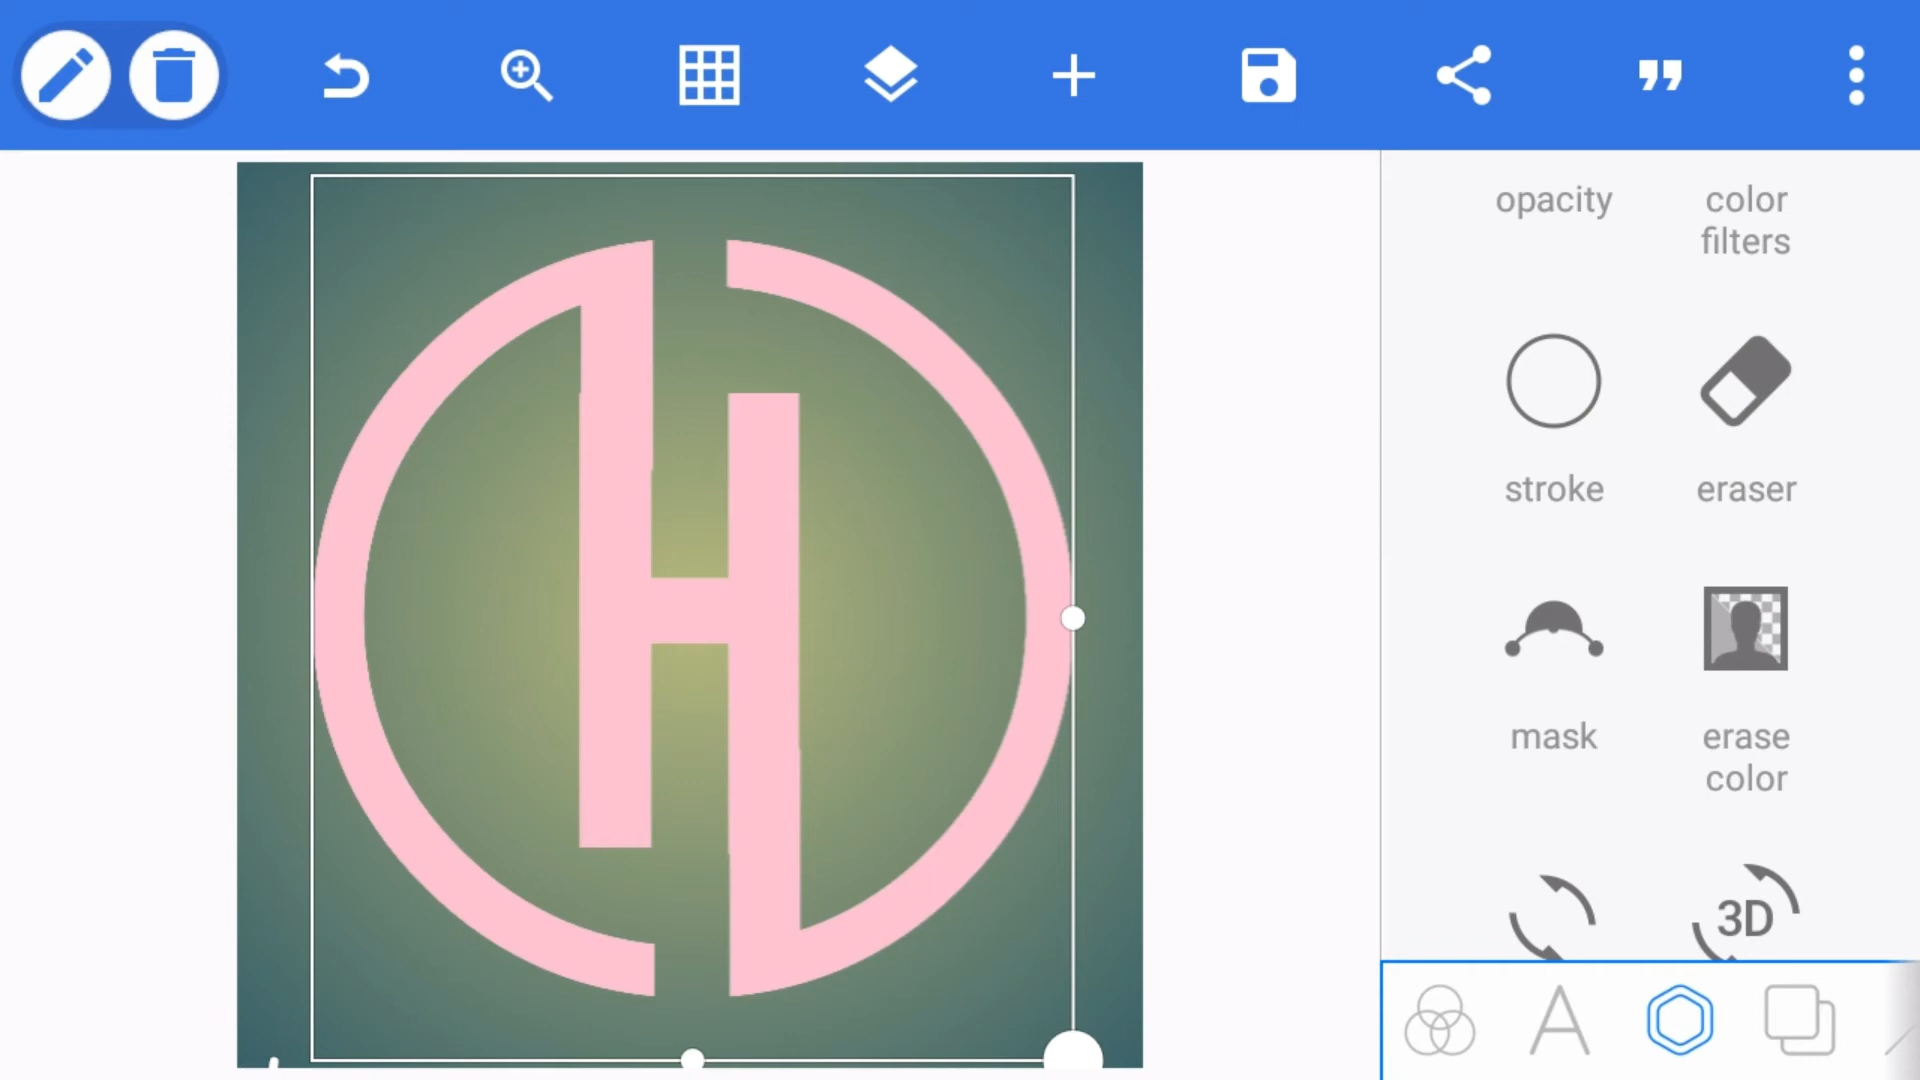 opacity
color
filters
H
stroke
eraser
mask
erase
color
3D
A